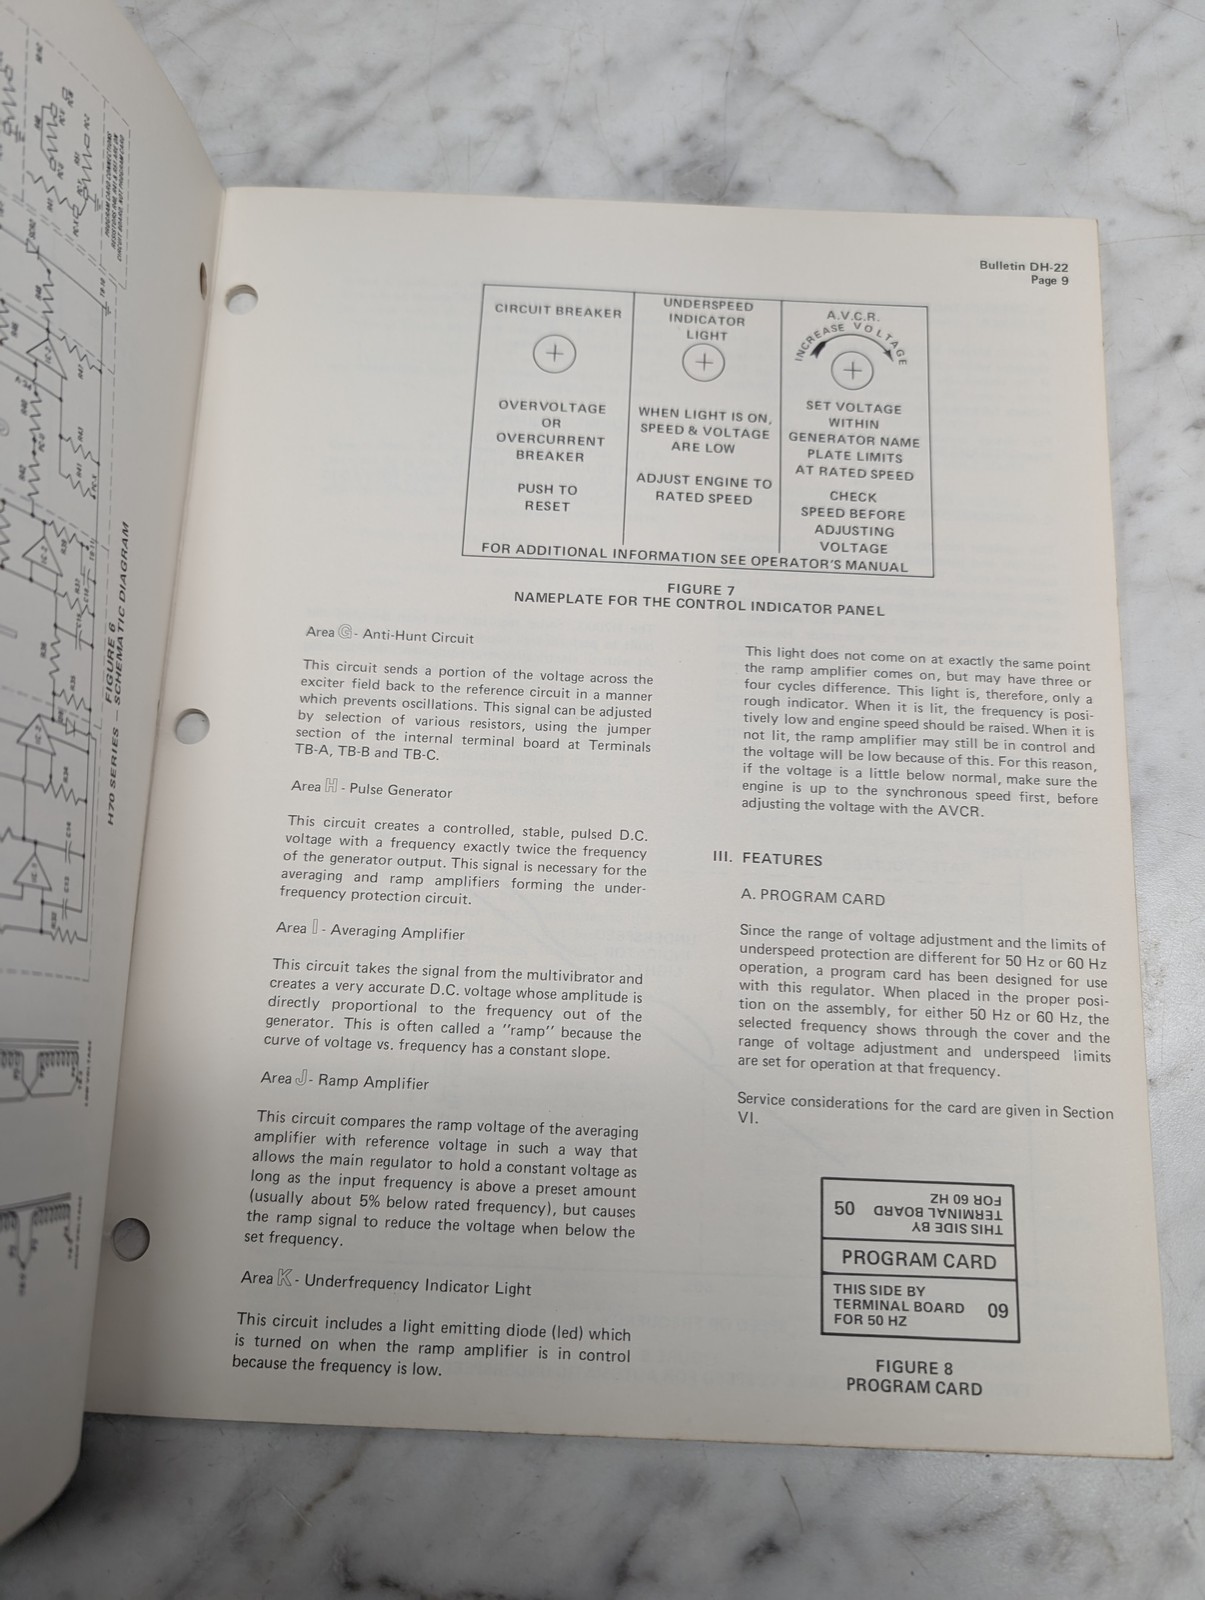 Bulletin DH-22
Page 9
CIRCUIT BREAKER
OVERVOLTAGE
OR
OVERCURRENT
BREAKER
PUSH TO
RESET
UNDERSPEED
INDICATOR
LIGHT
WHEN LIGHT IS ON,
SPEED & VOLTAGE
ARE LOW
ADJUST ENGINE TO
RATED SPEED
A.V.C.R.
INCREASE VOLTAGE
SET VOLTAGE
WITHIN
GENERATOR NAME
PLATE LIMITS
AT RATED SPEED
CHECK
SPEED BEFORE
ADJUSTING
VOLTAGE
FOR ADDITIONAL INFORMATION SEE OPERATOR'S MANUAL
FIGURE 7
NAMEPLATE FOR THE CONTROL INDICATOR PANEL
Area G - Anti-Hunt Circuit
This circuit sends a portion of the voltage across the
exciter field back to the reference circuit in a manner
which prevents oscillations. This signal can be adjusted
by selection of various resistors, using the jumper
section of the internal terminal board at Terminals
TB-A, TB-B and TB-C.
Area H - Pulse Generator
This circuit creates a controlled, stable, pulsed D.C.
voltage with a frequency exactly twice the frequency
of the generator output. This signal is necessary for the
averaging and ramp amplifiers forming the under-
frequency protection circuit.
Area I - Averaging Amplifier
This circuit takes the signal from the multivibrator and
creates a very accurate D.C. voltage whose amplitude is
directly proportional to the frequency out of the
generator. This is often called a "ramp" because the
curve of voltage vs. frequency has a constant slope.
Area J - Ramp Amplifier
This circuit compares the ramp voltage of the averaging
amplifier with reference voltage in such a way that
allows the main regulator to hold a constant voltage as
long as the input frequency is above a preset amount
(usually about 5% below rated frequency), but causes
the ramp signal to reduce the voltage when below the
set frequency.
Area K - Underfrequency Indicator Light
This circuit includes a light emitting diode (led) which
is turned on when the ramp amplifier is in control
because the frequency is low.
This light does not come on at exactly the same point
the ramp amplifier comes on, but may have three or
four cycles difference. This light is, therefore, only a
rough indicator. When it is lit, the frequency is posi-
tively low and engine speed should be raised. When it is
not lit, the ramp amplifier may still be in control and
the voltage will be low because of this. For this reason,
if the voltage is a little below normal, make sure the
engine is up to the synchronous speed first, before
adjusting the voltage with the AVCR.
III. FEATURES
A. PROGRAM CARD
Since the range of voltage adjustment and the limits of
underspeed protection are different for 50 Hz or 60 Hz
operation, a program card has been designed for use
with this regulator. When placed in the proper posi-
tion on the assembly, for either 50 Hz or 60 Hz, the
selected frequency shows through the cover and the
range of voltage adjustment and underspeed limits
are set for operation at that frequency.
Service considerations for the card are given in Section
VI.
50
THIS SIDE BY
TERMINAL BOARD
FOR 60 HZ
PROGRAM CARD
THIS SIDE BY
TERMINAL BOARD
FOR 50 HZ
60
FIGURE 8
PROGRAM CARD
FIGURE 6
H70 SERIES – SCHEMATIC DIAGRAM